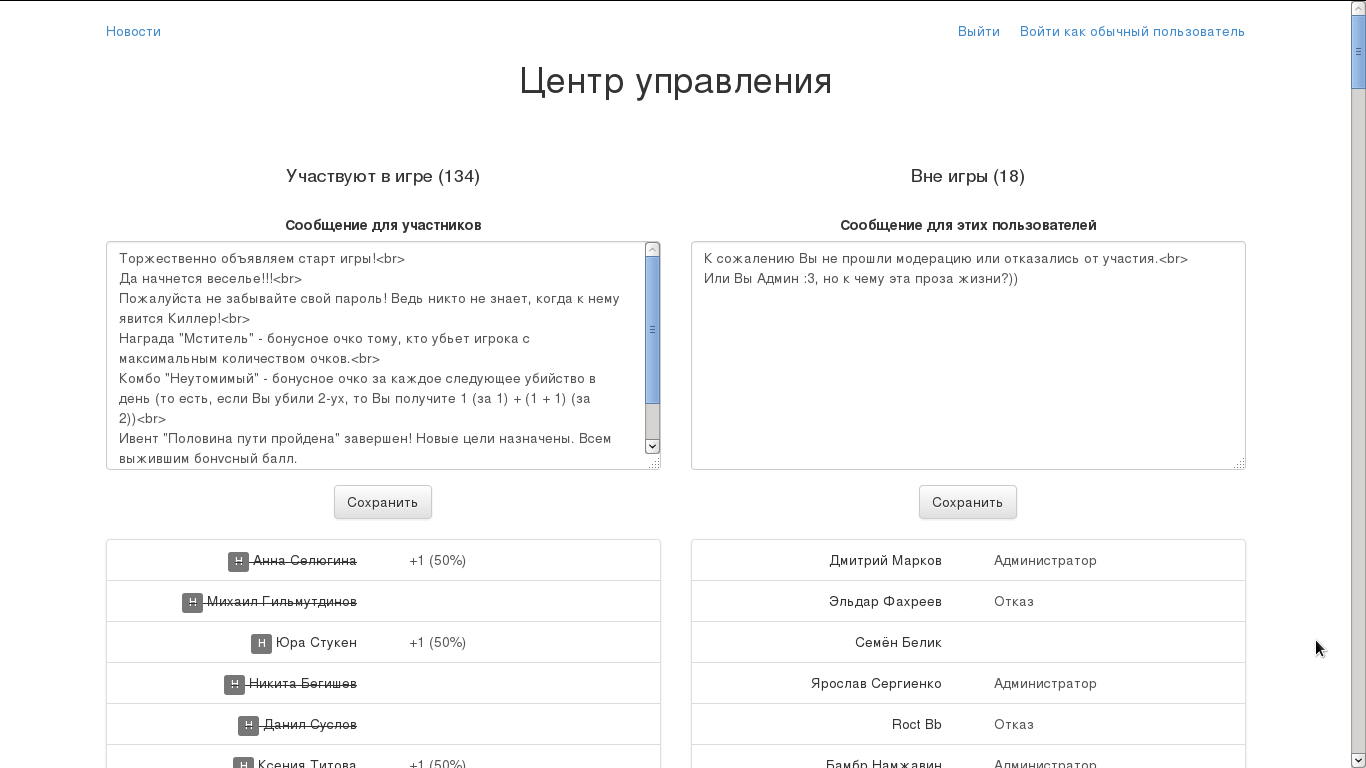 Новости
Выйти Войти как обычный пользователь
Центр управления
Участвуют в игре (134)
Сообщение для участников
Торжественно объявляем старт игры!<br>
Да начнется веселье!!!<br>
Пожалуйста не забывайте свой пароль! Ведь никто не знает, когда к нему
явится Киллер!<br>
Награда "Мститель" - бонусное очко тому, кто убьет игрока с
максимальным количеством очков.<br>
Комбо "Неутомимый" - бонусное очко за каждое следующее убийство в
день (то есть, если Вы убили 2-ух, то Вы получите 1 (за 1) + (1 + 1) (за
2))<br>
Ивент "Половина пути пройдена" завершен! Новые цели назначены. Всем
выжившим бонусный балл.
Сохранить
Н Анна Селюгина +1 (50%)
Н Михаил Гильмутдинов
Н Юра Стукен +1 (50%)
Н Никита Бегишев
Н Данил Суслов
Н Ксения Титова +1 (50%)
Вне игры (18)
Сообщение для этих пользователей
К сожалению Вы не прошли модерацию или отказались от участия.<br>
Или Вы Админ :3, но к чему эта проза жизни?))
Сохранить
Дмитрий Марков Администратор
Эльдар Фахреев Отказ
Семён Белик
Ярослав Сергиенко Администратор
Roct Bb Отказ
Бамбр Намжавин Администратор